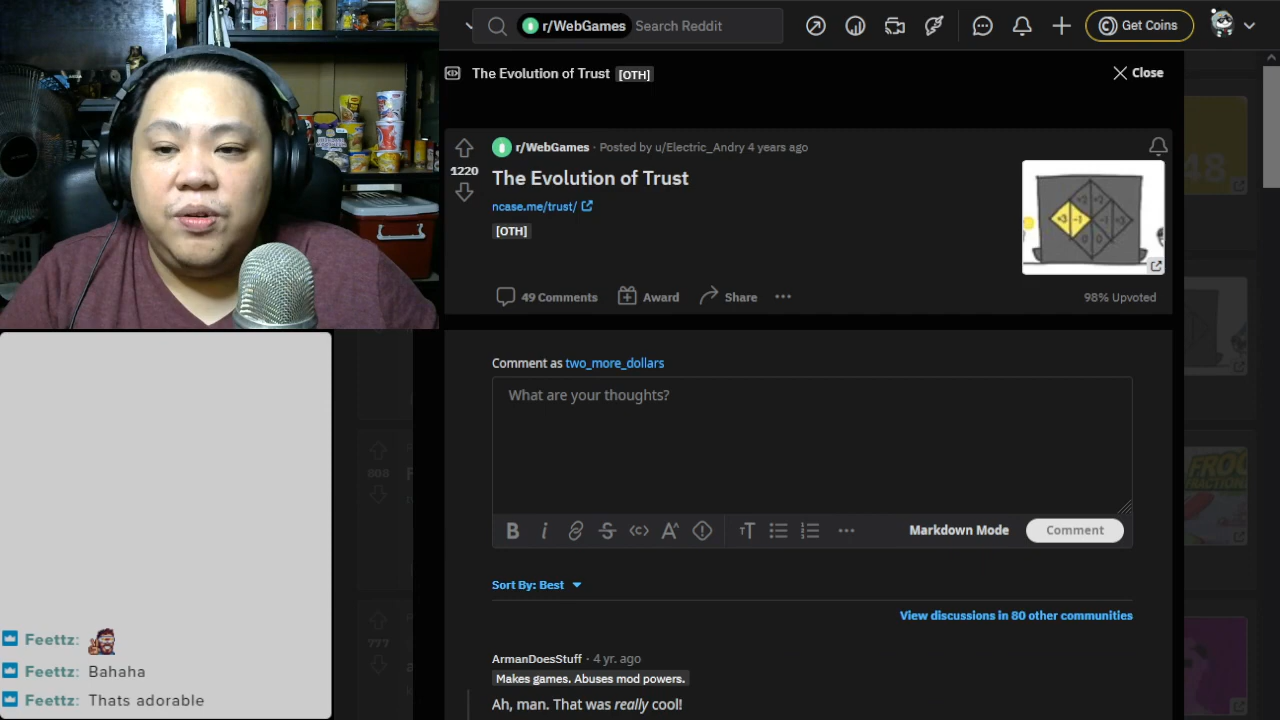 r/WebGames Search Reddit
Get Coins
The Evolution of Trust [OTH]
Close
r/WebGames · Posted by u/Electric_Andry 4 years ago
1220
The Evolution of Trust
ncase.me/trust/
[OTH]
49 Comments Award Share ···
98% Upvoted
Comment as two_more_dollars
What are your thoughts?
Markdown Mode Comment
Sort By: Best
View discussions in 80 other communities
ArmanDoesStuff · 4 yr. ago
Makes games. Abuses mod powers.
Ah, man. That was really cool!
808
777
Feettz:
Feettz: Bahaha
Feettz: Thats adorable